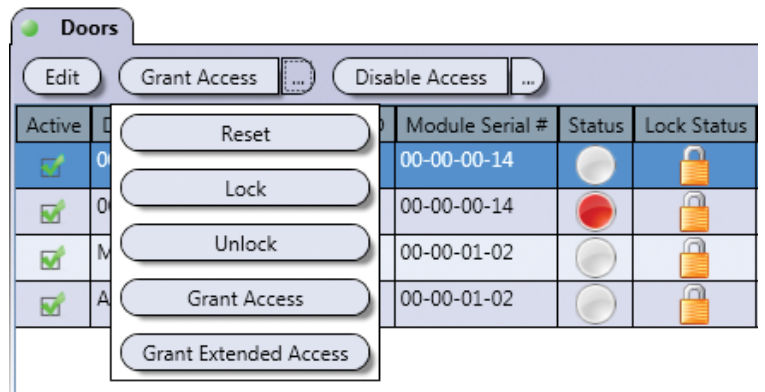 Doors
Edit Grant Access ... Disable Access ...
Active Module Serial # Status Lock Status
Reset
00-00-00-14
Lock
00-00-00-14
Unlock
00-00-01-02
Grant Access
00-00-01-02
Grant Extended Access